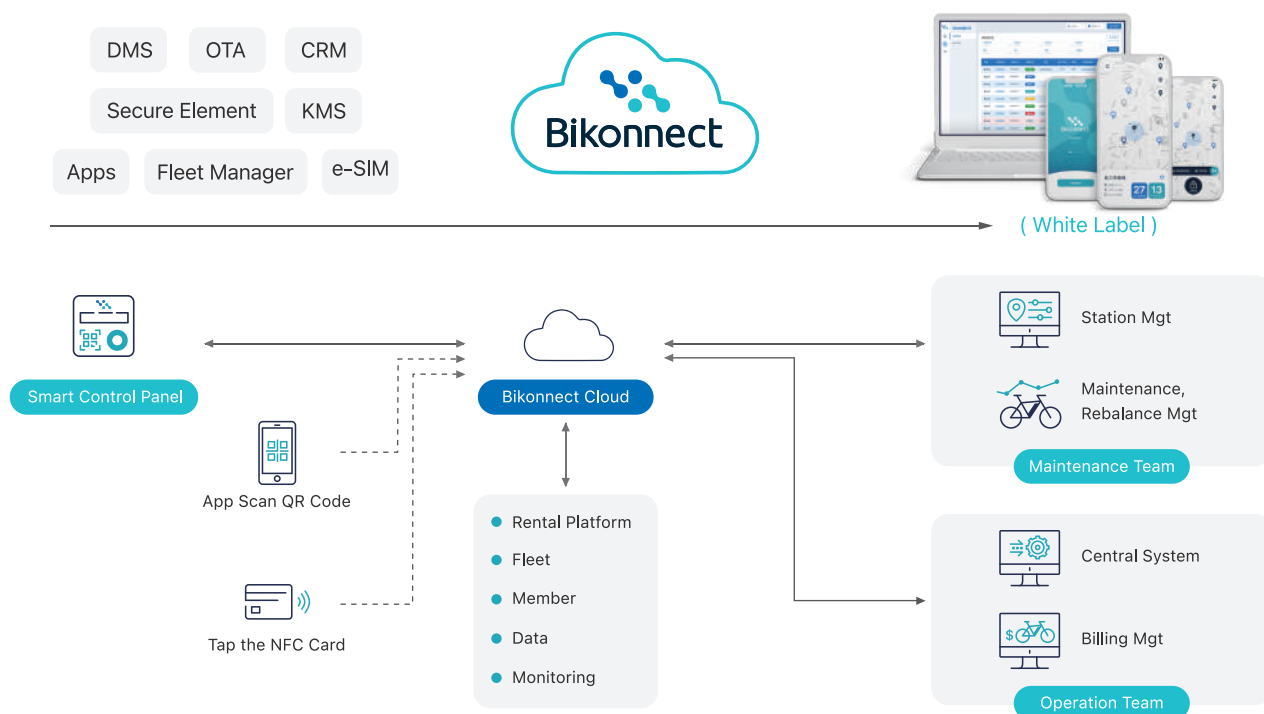 DMS
OTA
CRM
Secure Element
KMS
Apps
Fleet Manager
e-SIM
Bikonnect
27
13
( White Label )
Smart Control Panel
Bikonnect Cloud
App Scan QR Code
Tap the NFC Card
Rental Platform
Fleet
Member
Data
Monitoring
Station Mgt
Maintenance,
Rebalance Mgt
Maintenance Team
Central System
$
Billing Mgt
Operation Team